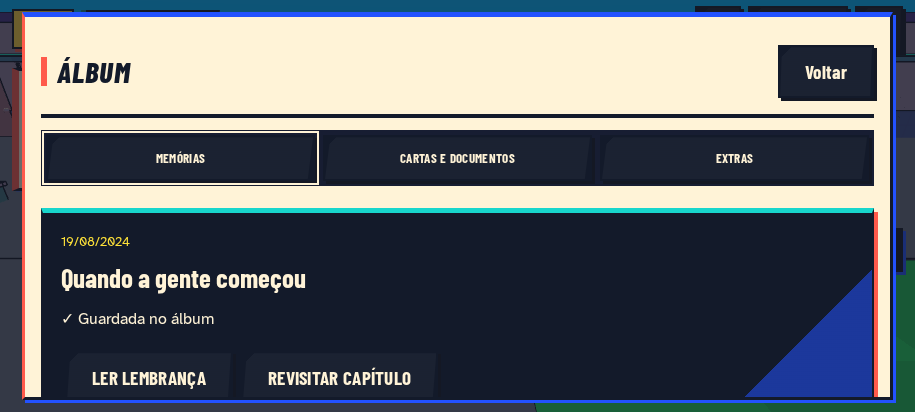 ÁLBUM
Voltar
MEMÓRIAS
CARTAS E DOCUMENTOS
EXTRAS
19/08/2024
Quando a gente começou
✓ Guardada no álbum
LER LEMBRANÇA
REVISITAR CAPÍTULO